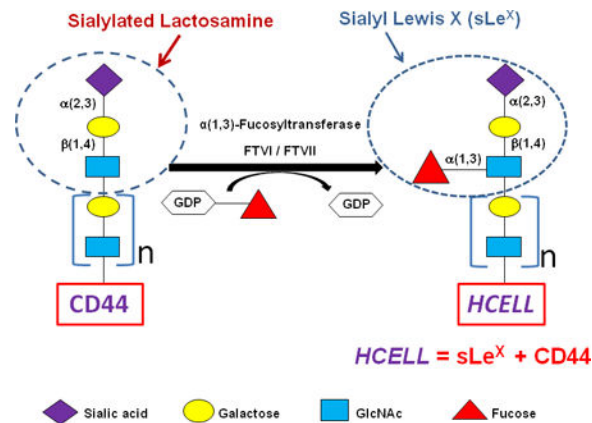 Sialylated Lactosamine
Sialyl Lewis X (sLeˣ)
α(2,3)
β(1,4)
n
CD44
α(1,3)-Fucosyltransferase
FTVI / FTVII
GDP
GDP
α(2,3)
β(1,4)
α(1,3)
n
HCELL
HCELL = sLeˣ + CD44
Sialic acid
Galactose
GlcNAc
Fucose